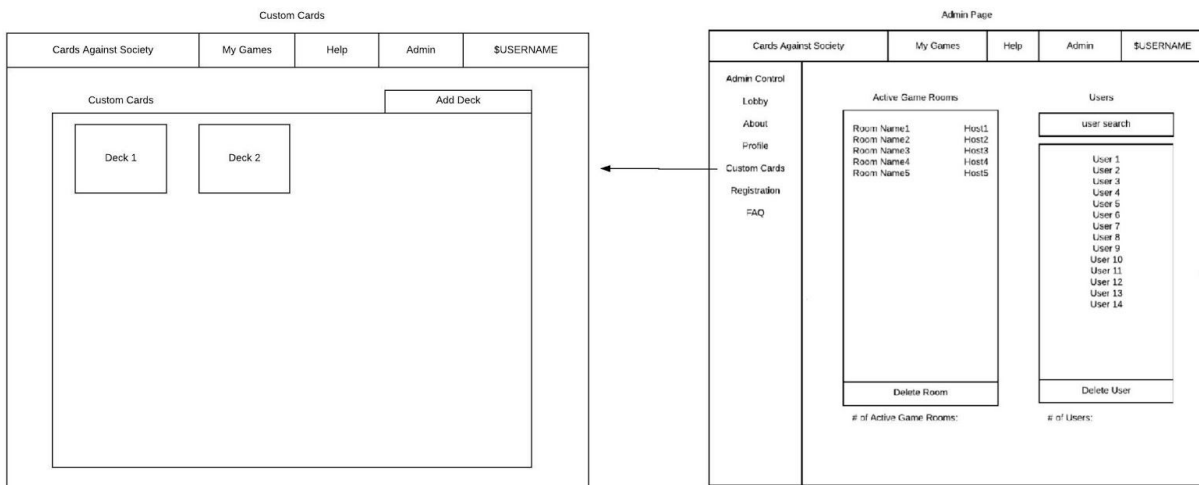 Custom Cards
Cards Against Society
My Games
Help
Admin
$USERNAME
Custom Cards
Add Deck
Deck 1
Deck 2
Admin Page
Cards Against Society
My Games
Help
Admin
$USERNAME
Admin Control
Lobby
About
Profile
Custom Cards
Registration
FAQ
Active Game Rooms
Room Name1 Host1
Room Name2 Host2
Room Name3 Host3
Room Name4 Host4
Room Name5 Host5
Delete Room
# of Active Game Rooms:
Users
user search
User 1
User 2
User 3
User 4
User 5
User 6
User 7
User 8
User 9
User 10
User 11
User 12
User 13
User 14
Delete User
# of Users: